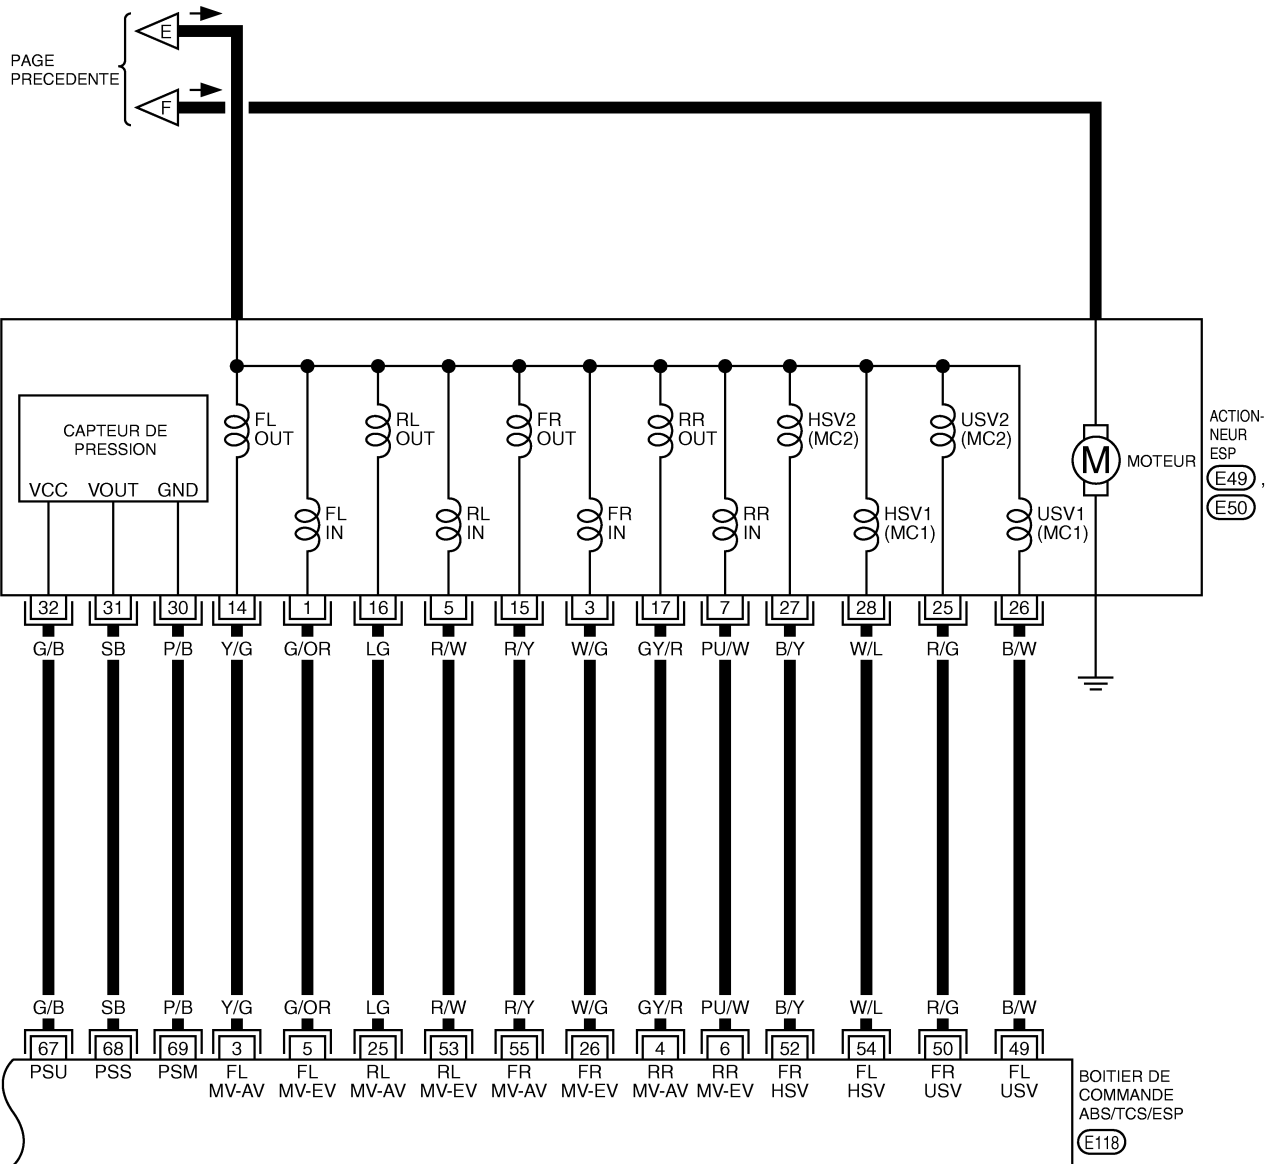 E
PAGE
PRECEDENTE
F
CAPTEUR DE
PRESSION
VCC VOUT GND
FL
OUT
RL
OUT
FR
OUT
RR
OUT
HSV2
(MC2)
USV2
(MC2)
FL
IN
RL
IN
FR
IN
RR
IN
HSV1
(MC1)
USV1
(MC1)
M
MOTEUR
ACTION-
NEUR
ESP
E49 ,
E50
32 31 30 14 1 16 5 15 3 17 7 27 28 25 26
G/B SB P/B Y/G G/OR LG R/W R/Y W/G GY/R PU/W B/Y W/L R/G B/W
G/B SB P/B Y/G G/OR LG R/W R/Y W/G GY/R PU/W B/Y W/L R/G B/W
67 68 69 3 5 25 53 55 26 4 6 52 54 50 49
PSU PSS PSM FL FL RL RL FR FR RR RR FR FL FR FL
MV-AV MV-EV MV-AV MV-EV MV-AV MV-EV MV-AV MV-EV HSV HSV USV USV
BOITIER DE
COMMANDE
ABS/TCS/ESP
E118